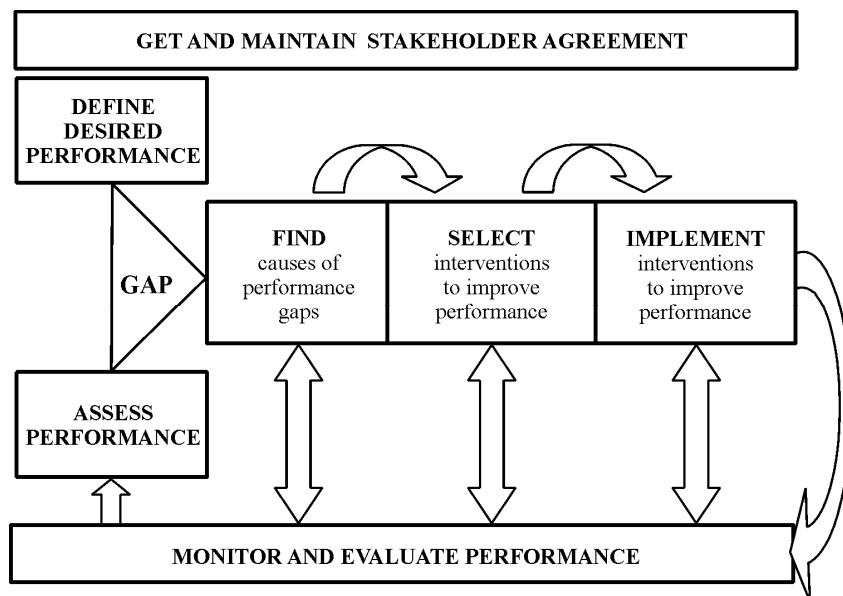 GET AND MAINTAIN STAKEHOLDER AGREEMENT
DEFINE
DESIRED
PERFORMANCE
GAP
FIND
causes of
performance
gaps
SELECT
interventions
to improve
performance
IMPLEMENT
interventions
to improve
performance
ASSESS
PERFORMANCE
MONITOR AND EVALUATE PERFORMANCE